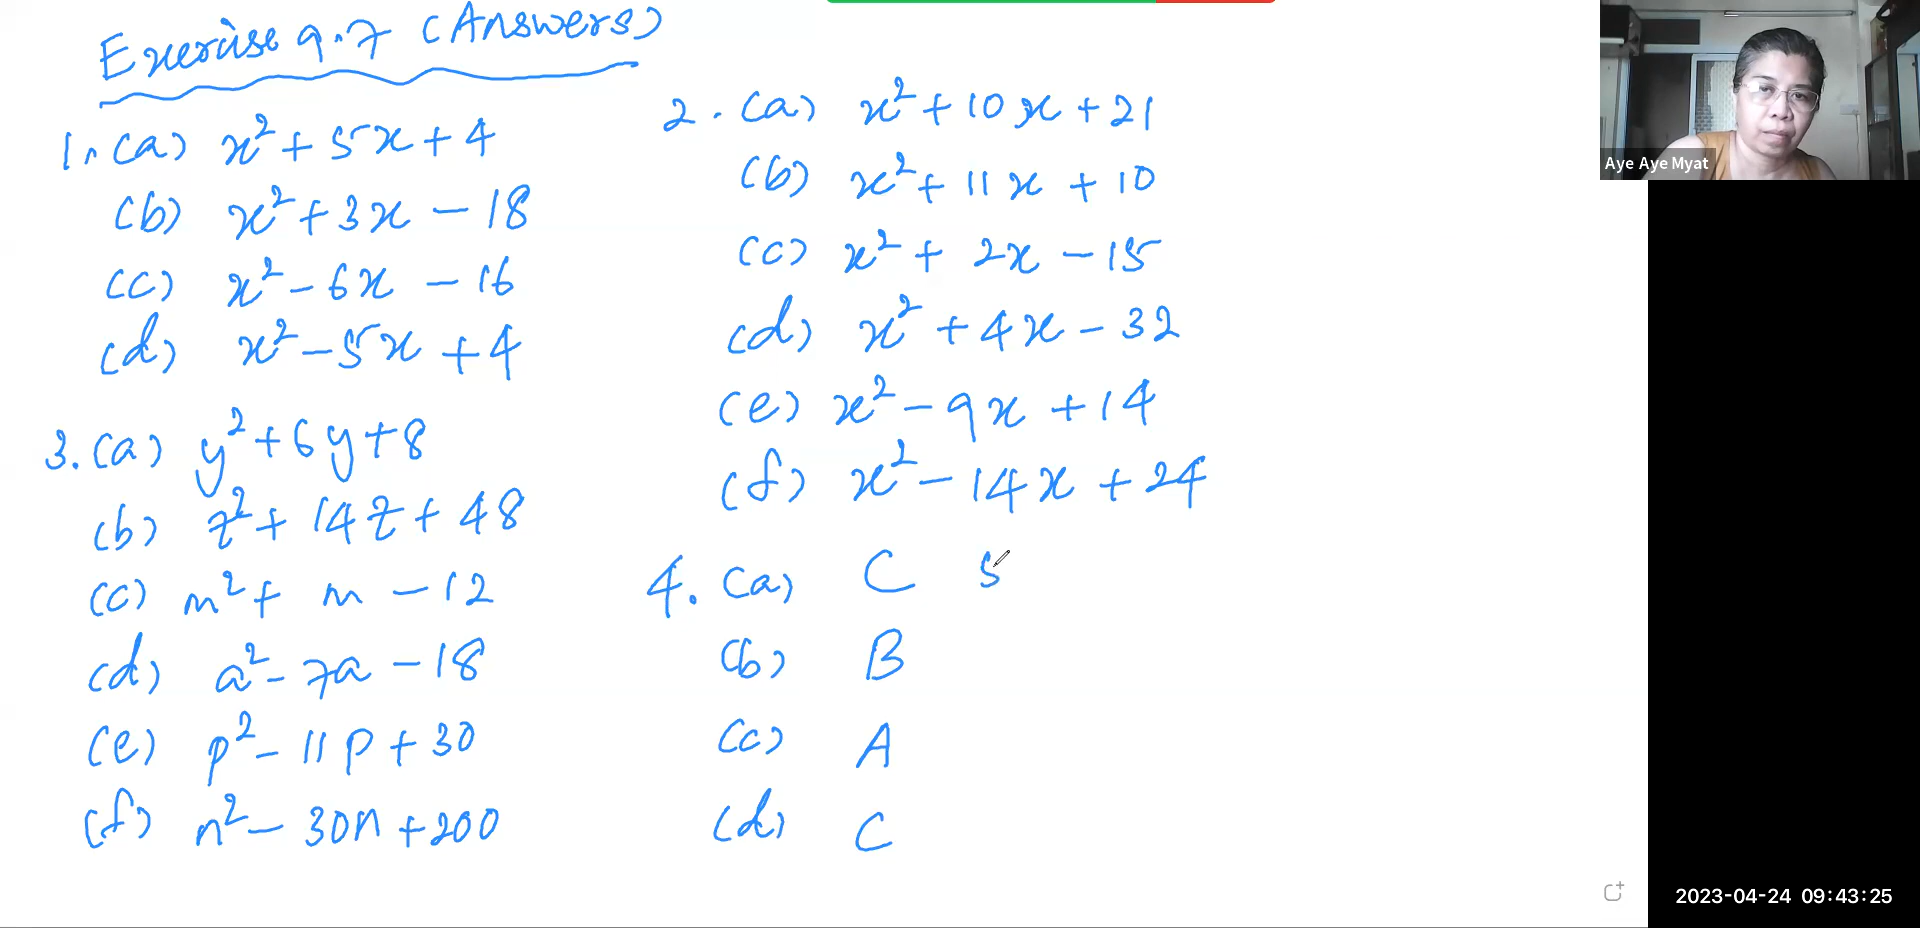 Exercise 9.7 (Answers)
1. (a) x² + 5x + 4
(b) x² + 3x - 18
(c) x² - 6x - 16
(d) x² - 5x + 4
3. (a) y² + 6y + 8
(b) z² + 14z + 48
(c) m² + m - 12
(d) a² - 7a - 18
(e) p² - 11p + 30
(f) n² - 30n + 200
2. (a) x² + 10x + 21
(b) x² + 11x + 10
(c) x² + 2x - 15
(d) x² + 4x - 32
(e) x² - 9x + 14
(f) x² - 14x + 24
4. (a) C 5
(b) B
(c) A
(d) C
Aye Aye Myat
2023-04-24 09:43:25